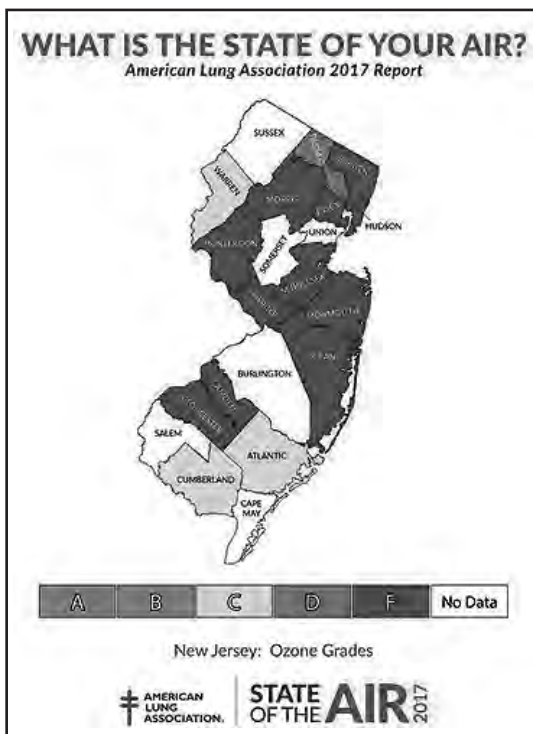 WHAT IS THE STATE OF YOUR AIR?
American Lung Association 2017 Report
SUSSEX
WARREN
MORRIS
HUDSON
UNION
SOMERSET
HUNTERDON
MONMOUTH
OCEAN
BURLINGTON
CAMDEN
GLOUCESTER
SALEM
ATLANTIC
CUMBERLAND
CAPE
MAY
A B C D F No Data
New Jersey: Ozone Grades
AMERICAN
LUNG
ASSOCIATION.
STATE
OF THE AIR 2017